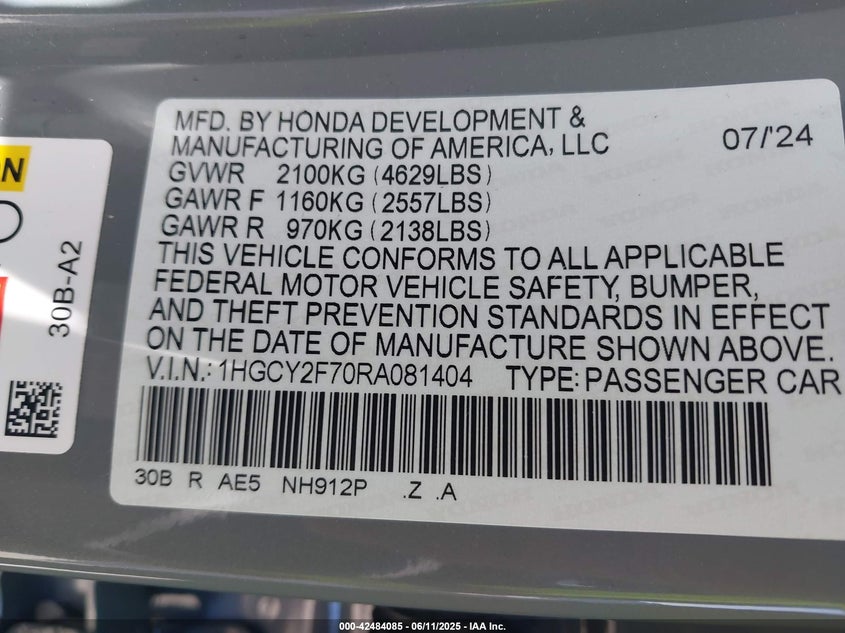 MFD. BY HONDA DEVELOPMENT &
MANUFACTURING OF AMERICA, LLC 07/'24
GVWR 2100KG (4629LBS)
GAWR F 1160KG (2557LBS)
GAWR R 970KG (2138LBS)
THIS VEHICLE CONFORMS TO ALL APPLICABLE
FEDERAL MOTOR VEHICLE SAFETY, BUMPER,
AND THEFT PREVENTION STANDARDS IN EFFECT
ON THE DATE OF MANUFACTURE SHOWN ABOVE.
V.I.N.: 1HGCY2F70RA081404 TYPE: PASSENGER CAR
30B R AE5 NH912P .Z .A
30B-A2
000-42484085 - 06/11/2025 - IAA Inc.